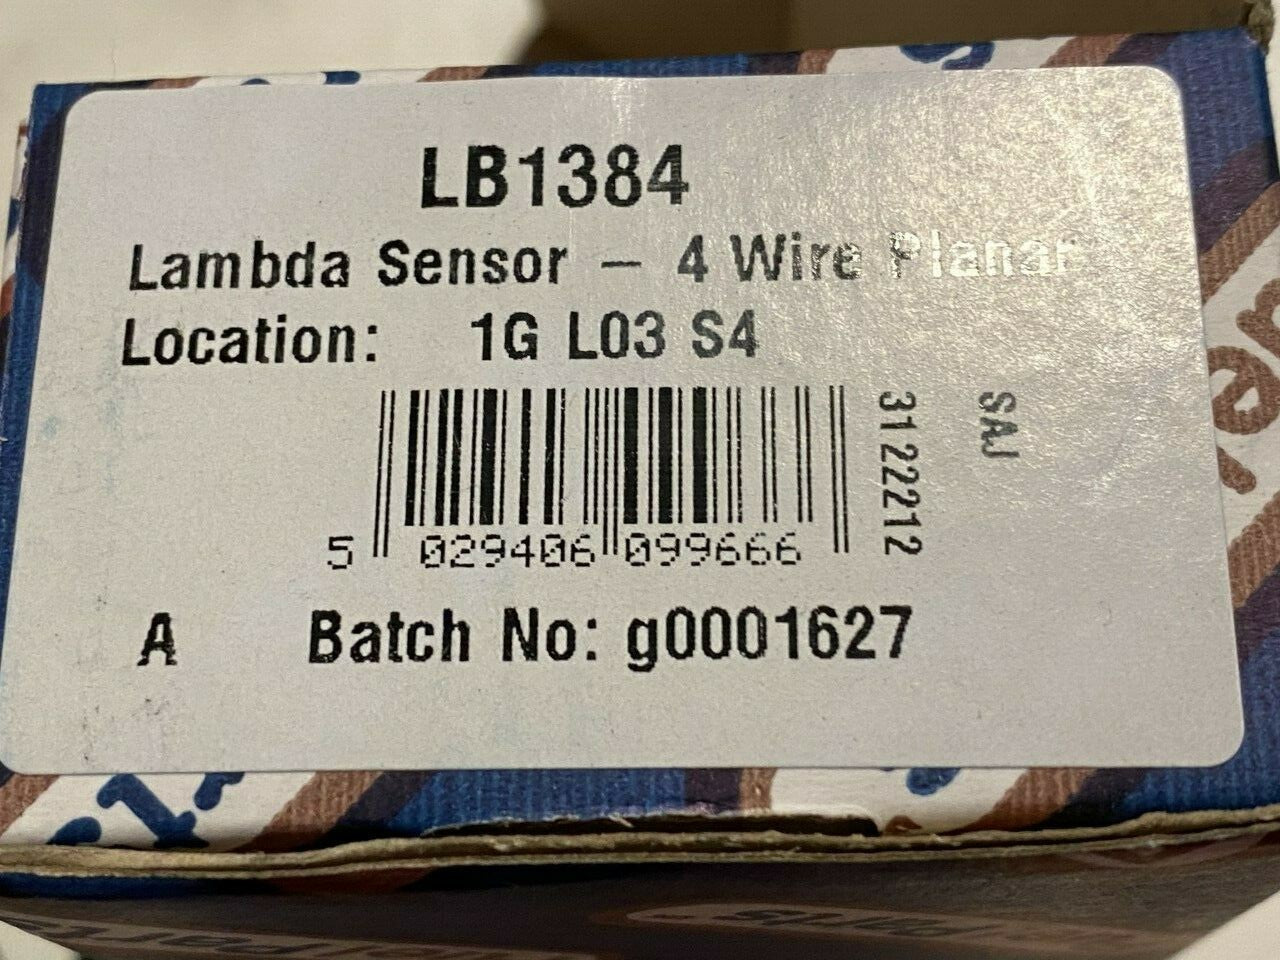 LB1384
Lambda Sensor – 4 Wire Planar
Location: 1G L03 S4
5 029406 099666
3122212
SAJ
A Batch No: g0001627